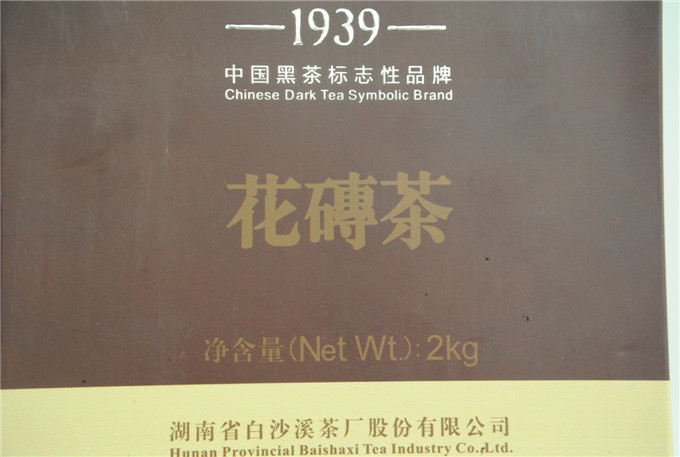 —1939—
中国黑茶标志性品牌
Chinese Dark Tea Symbolic Brand
花磚茶
净含量(Net Wt.):2kg
湖南省白沙溪茶厂股份有限公司
Hunan Provincial Baishaxi Tea Industry Co.,Ltd.